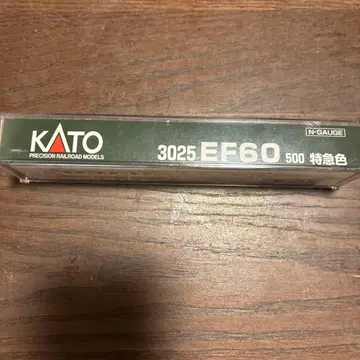 N-GAUGE
KATO
PRECISION RAILROAD MODELS
3025 EF60 500 特急色